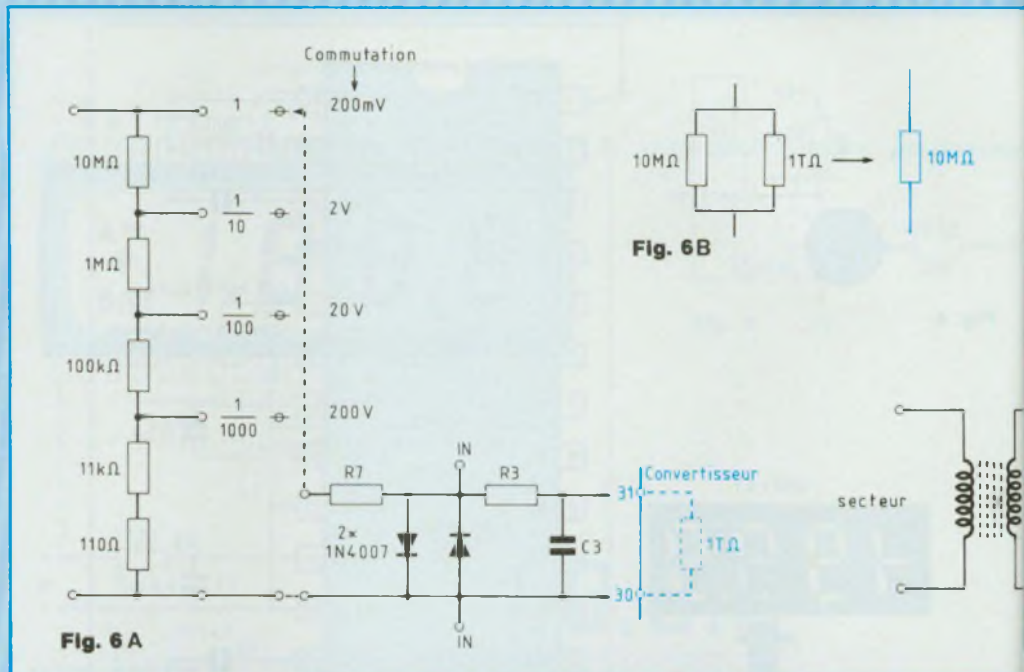 Commutation
1
200mV
10MΩ
1
10
2V
1MΩ
1
100
20V
100kΩ
1
1000
200V
11kΩ
110Ω
IN
R7
R3
2×
1N4007
C3
IN
Convertisseur
31
1TΩ
30
Fig. 6A
10MΩ
1TΩ
10MΩ
Fig. 6B
secteur